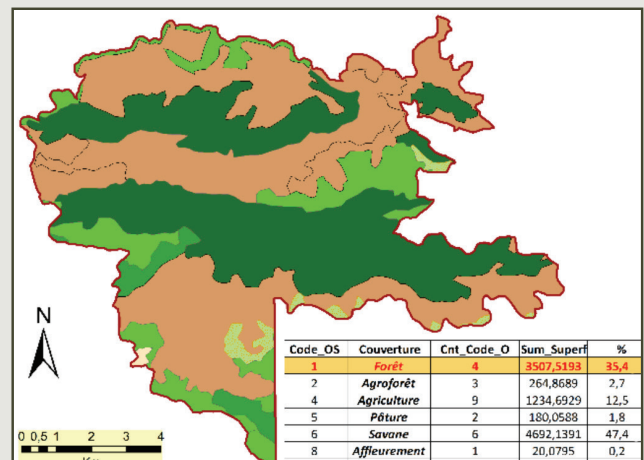 N
0 0,5 1 2 3 4
Km
Code_OS Couverture Cnt_Code_O Sum_Superf %
1 Forêt 4 3507,5193 35,4
2 Agroforêt 3 264,8689 2,7
4 Agriculture 9 1234,6929 12,5
5 Pâture 2 180,0588 1,8
6 Savane 6 4692,1391 47,4
8 Affleurement 1 20,0795 0,2